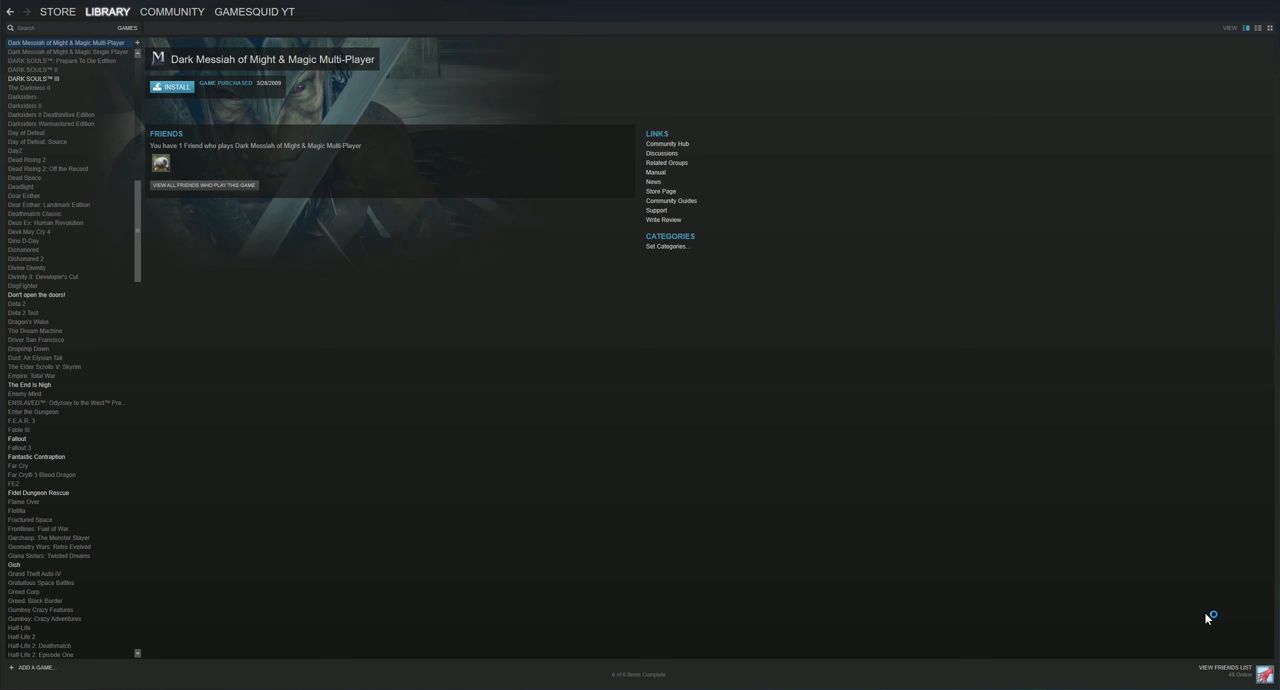 STORE LIBRARY COMMUNITY GAMESQUID YT
Search GAMES VIEW
Dark Messiah of Might & Magic Multi-Player +
Dark Messiah of Might & Magic Single Player
DARK SOULS™: Prepare To Die Edition
DARK SOULS™ II
DARK SOULS™ III
The Darkness II
Darksiders
Darksiders II
Darksiders II Deathinitive Edition
Darksiders Warmastered Edition
Day of Defeat
Day of Defeat: Source
DayZ
Dead Rising 2
Dead Rising 2: Off the Record
Dead Space
Deadlight
Dear Esther
Dear Esther: Landmark Edition
Deathmatch Classic
Deus Ex: Human Revolution
Devil May Cry 4
Dino D-Day
Dishonored
Dishonored 2
Divine Divinity
Divinity II: Developer's Cut
DogFighter
Don't open the doors!
Dota 2
Dota 2 Test
Dragon's Wake
The Dream Machine
Driver San Francisco
Dropship Down
Dust: An Elysian Tail
The Elder Scrolls V: Skyrim
Empire: Total War
The End Is Nigh
Enemy Mind
ENSLAVED™: Odyssey to the West™ Pre...
Enter the Gungeon
F.E.A.R. 3
Fable III
Fallout
Fallout 3
Fantastic Contraption
Far Cry
Far Cry® 3 Blood Dragon
FEZ
Fidel Dungeon Rescue
Flame Over
Flotilla
Fractured Space
Frontlines: Fuel of War
Garshasp: The Monster Slayer
Geometry Wars: Retro Evolved
Giana Sisters: Twisted Dreams
Gish
Grand Theft Auto IV
Gratuitous Space Battles
Greed Corp
Greed: Black Border
Gumboy Crazy Features
Gumboy: Crazy Adventures
Half-Life
Half-Life 2
Half-Life 2: Deathmatch
Half-Life 2: Episode One
+ ADD A GAME...
Dark Messiah of Might & Magic Multi-Player
INSTALL GAME PURCHASED 3/28/2009
FRIENDS
You have 1 Friend who plays Dark Messiah of Might & Magic Multi-Player
VIEW ALL FRIENDS WHO PLAY THIS GAME
LINKS
Community Hub
Discussions
Related Groups
Manual
News
Store Page
Community Guides
Support
Write Review
CATEGORIES
Set Categories...
6 of 6 Items Complete
VIEW FRIENDS LIST
48 Online